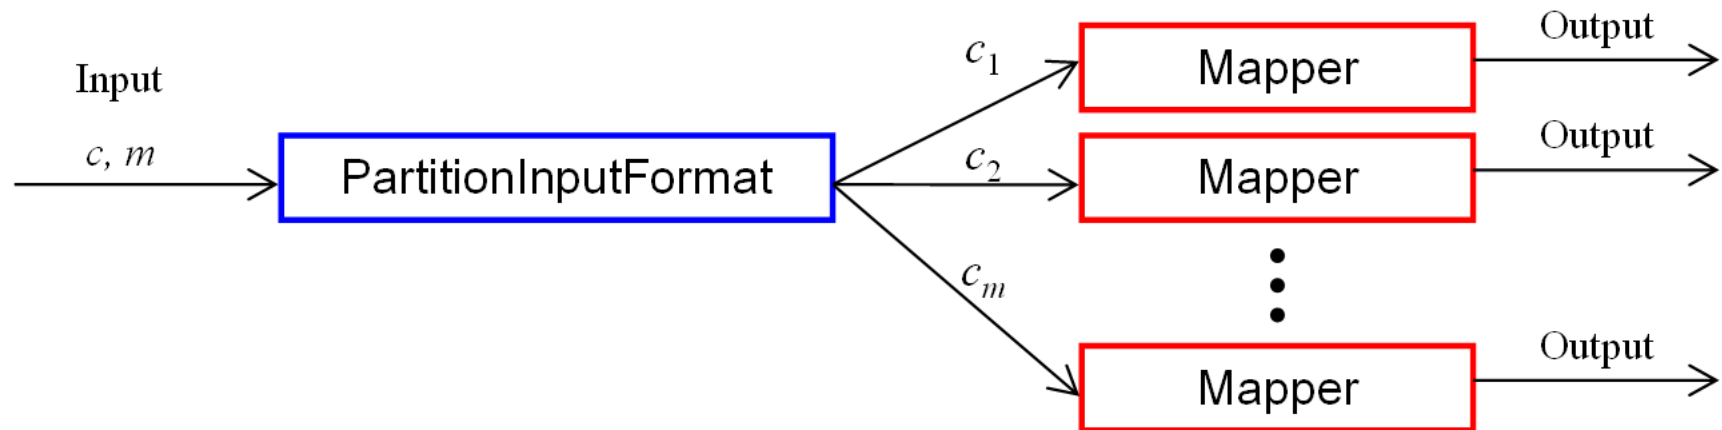 Input
c, m
PartitionInputFormat
c1
Mapper
Output
c2
Mapper
Output
cm
Mapper
Output